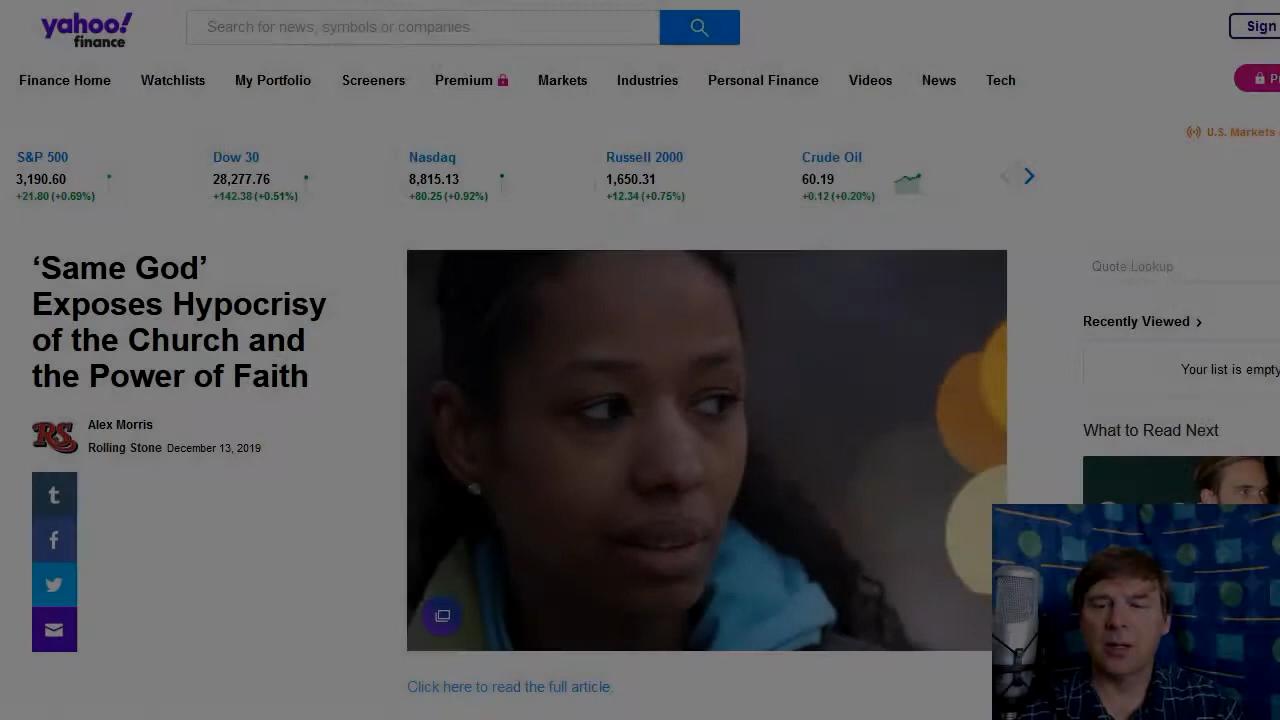 yahoo!
finance
Search for news, symbols or companies
Sign
Finance Home Watchlists My Portfolio Screeners Premium Markets Industries Personal Finance Videos News Tech
U.S. Markets
S&P 500
3,190.60
+21.80 (+0.69%)
Dow 30
28,277.76
+142.38 (+0.51%)
Nasdaq
8,815.13
+80.25 (+0.92%)
Russell 2000
1,650.31
+12.34 (+0.75%)
Crude Oil
60.19
+0.12 (+0.20%)
‘Same God’
Exposes Hypocrisy
of the Church and
the Power of Faith
RS
Alex Morris
Rolling Stone December 13, 2019
t
f
Click here to read the full article.
Quote Lookup
Recently Viewed
Your list is empty
What to Read Next